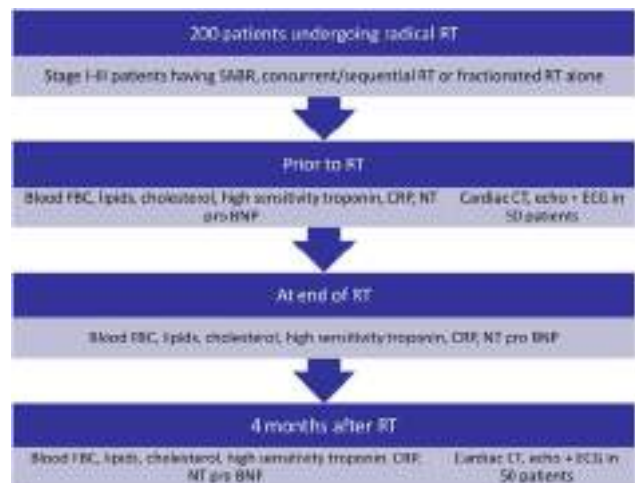 200 patients undergoing radical RT
Stage I-III patients having SABR, concurrent/sequential RT or fractionated RT alone
Prior to RT
Blood FBC, lipids, cholesterol, high sensitivity troponin, CRP, NT
pro BNP
Cardiac CT, echo + ECG in
50 patients
At end of RT
Blood FBC, lipids, cholesterol, high sensitivity troponin, CRP, NT pro BNP
4 months after RT
Blood FBC, lipids, cholesterol, high sensitivity troponin, CRP,
NT pro BNP
Cardiac CT, echo + ECG in
50 patients